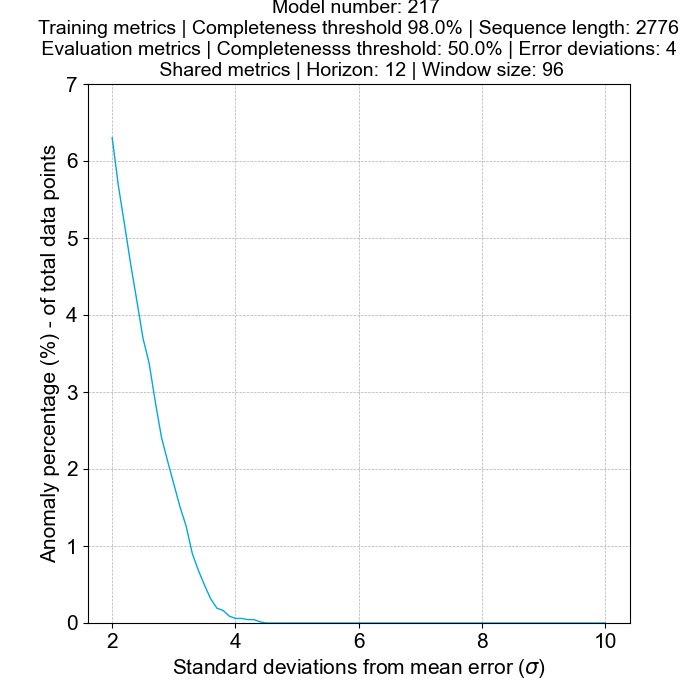 Model number: 217
Training metrics | Completeness threshold 98.0% | Sequence length: 2776
Evaluation metrics | Completenesss threshold: 50.0% | Error deviations: 4
Shared metrics | Horizon: 12 | Window size: 96
7
6
5
4
3
2
1
0
Anomaly percentage (%) - of total data points
2 4 6 8 10
Standard deviations from mean error (σ)